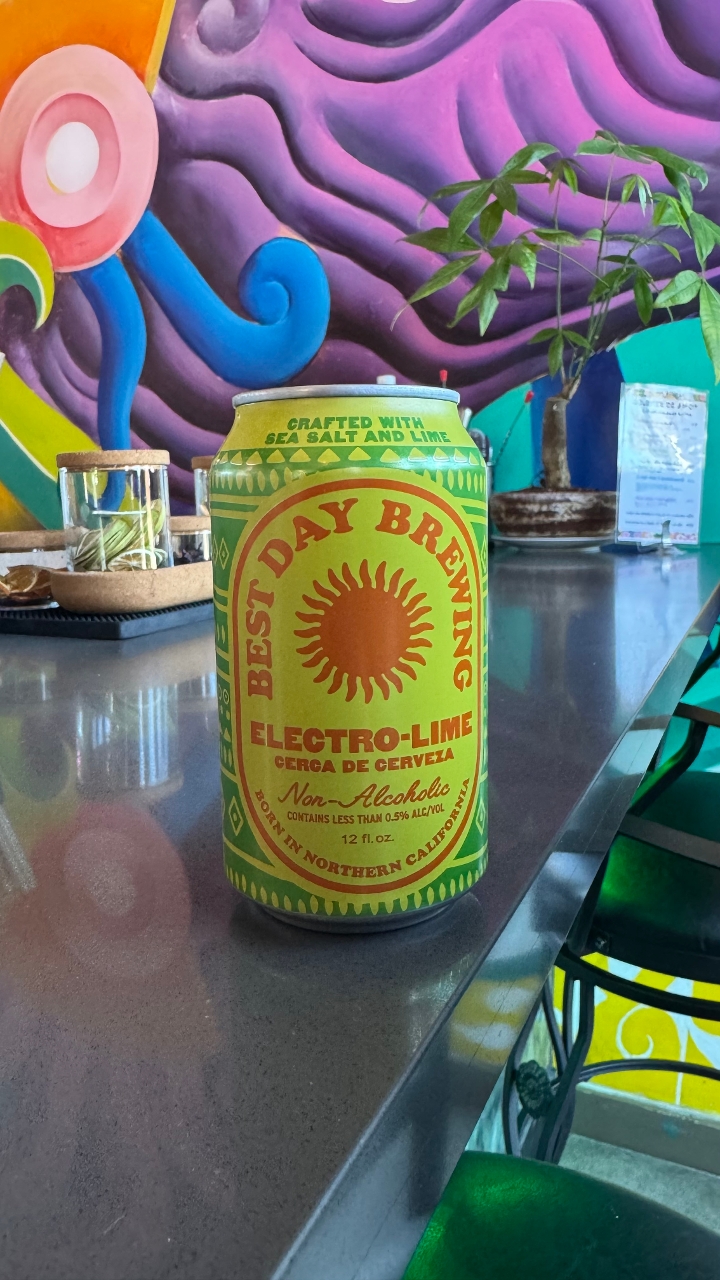 CRAFTED WITH
SEA SALT AND LIME
BEST DAY BREWING
ELECTRO-LIME
CERCA DE CERVEZA
Non-Alcoholic
CONTAINS LESS THAN 0.5% ALC/VOL
12 fl. oz.
BORN IN NORTHERN CALIFORNIA